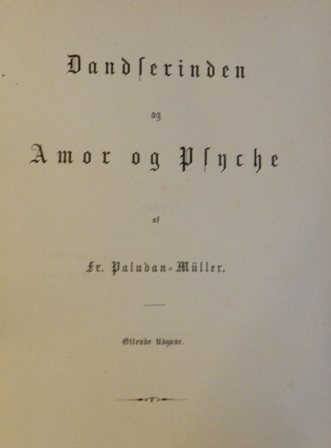 Dandſerinden
og
Amor og Pſyche
af
Fr. Paludan-Müller.
Ottende Udgave.